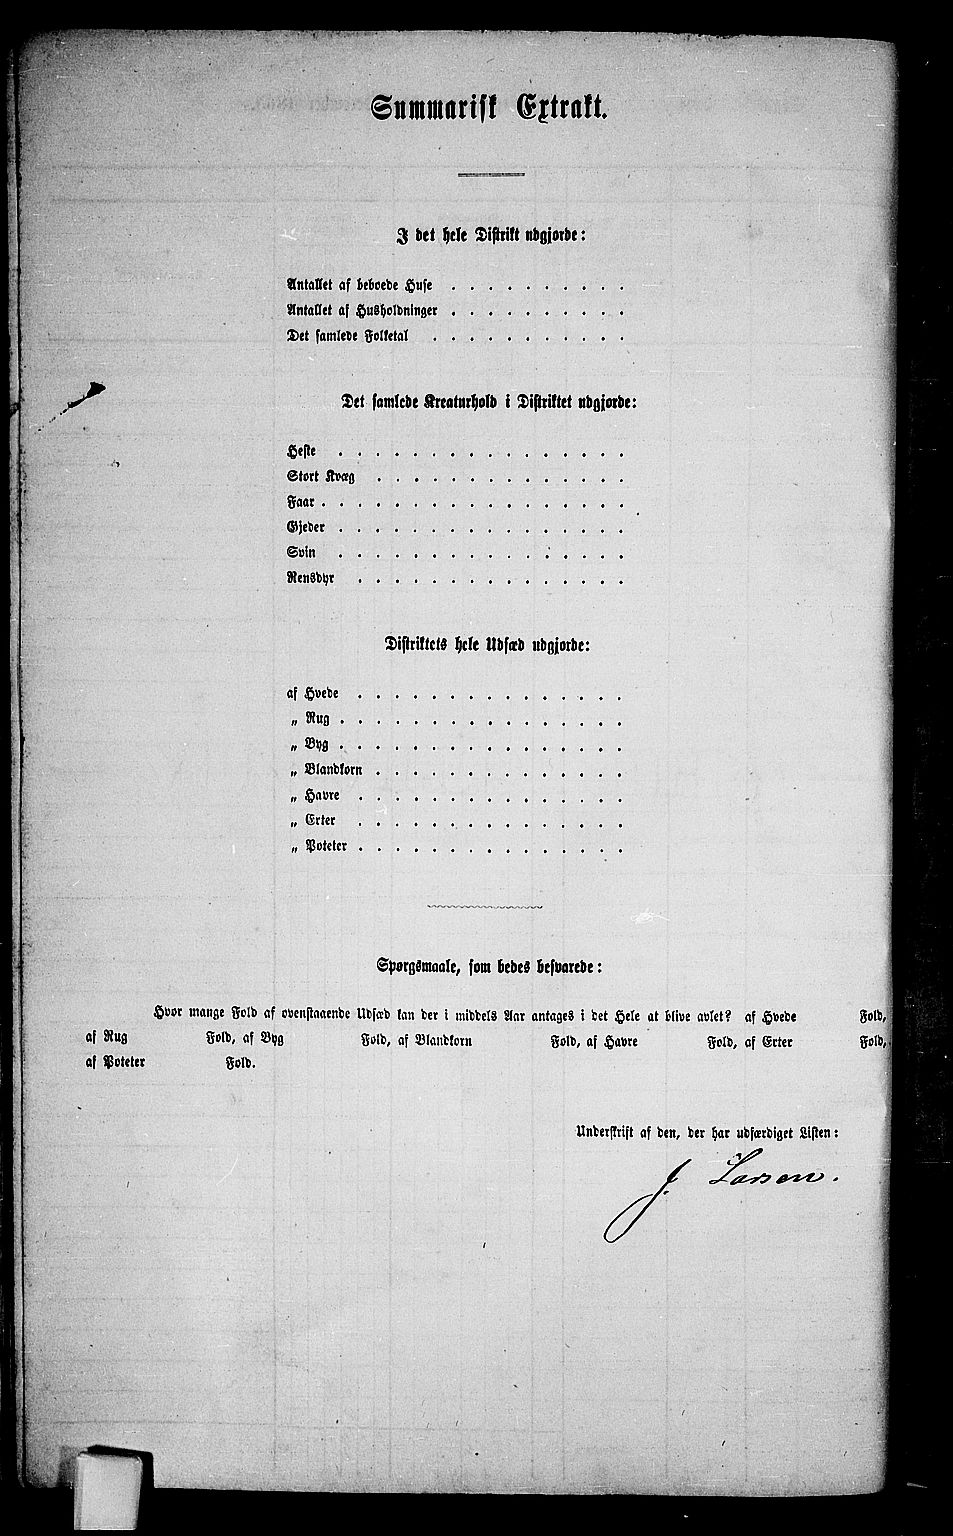 Summarisk Extrakt.
I det hele Distrikt udgjorde:
Antallet af beboede Huse . . . . . . . . . .
Antallet af Husholdninger . . . . . . . . . .
Det samlede Folketal . . . . . . . . . . .
Det samlede Kreaturhold i Distriktet udgjorde:
Heste . . . . . . . . . . . . . . . .
Stort Kvæg . . . . . . . . . . . . . .
Faar . . . . . . . . . . . . . . . . .
Gjeder . . . . . . . . . . . . . . . .
Svin . . . . . . . . . . . . . . . .
Rensdyr . . . . . . . . . . . . . . .
Distriktets hele Udsæd udgjorde:
af Hvede . . . . . . . . . . . . . . .
„ Rug . . . . . . . . . . . . . . . .
„ Byg . . . . . . . . . . . . . . . .
„ Blandkorn . . . . . . . . . . . . . .
„ Havre . . . . . . . . . . . . . . .
„ Erter . . . . . . . . . . . . . . .
„ Poteter . . . . . . . . . . . . . . .
Spørgsmaale, som bedes besvarede:
Hvor mange Fold af ovenstaaende Udsæd kan der i middels Aar antages i det Hele at blive avlet? af Hvede Fold,
af Rug Fold, af Byg Fold, af Blandkorn Fold, af Havre Fold, af Erter Fold,
af Poteter Fold.
Underskrift af den, der har udfærdiget Listen:
J. Larsen.